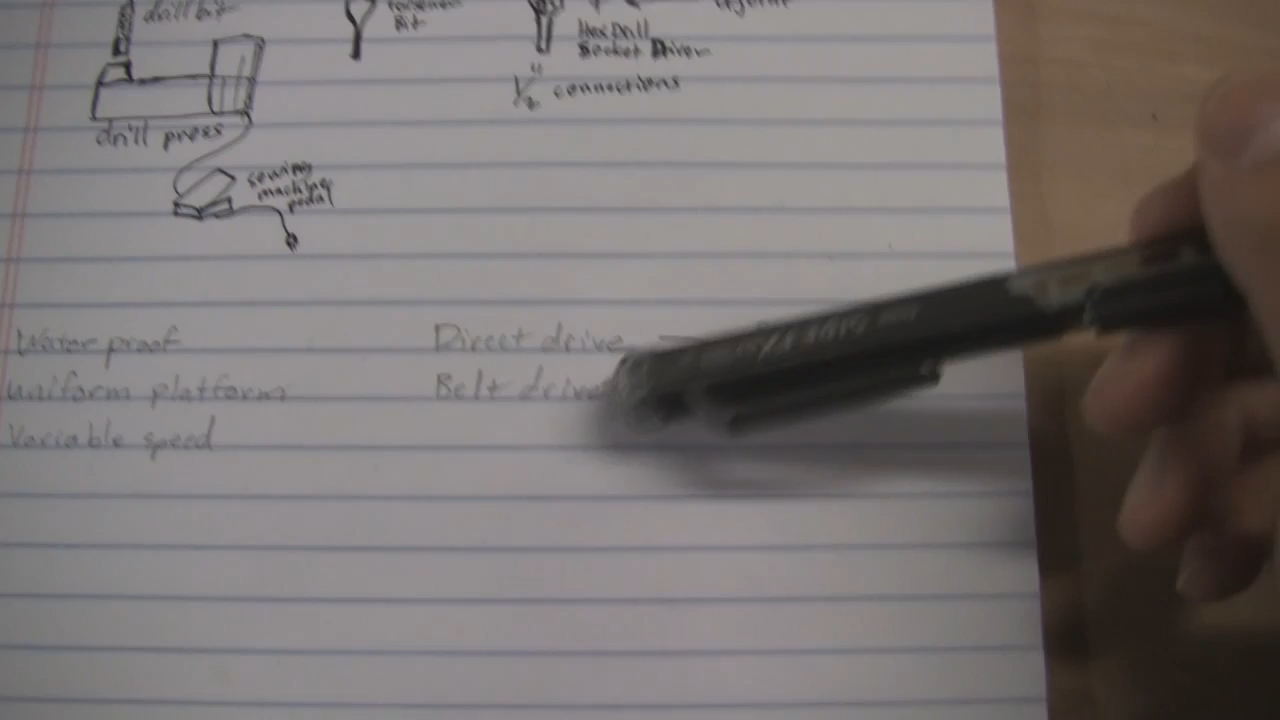 drill bit
Bit
Hex Drill
Socket Driver
1/2" connections
drill press
sewing
machine
pedal
Water proof
uniform platform
Variable speed
Direct drive
Belt drive